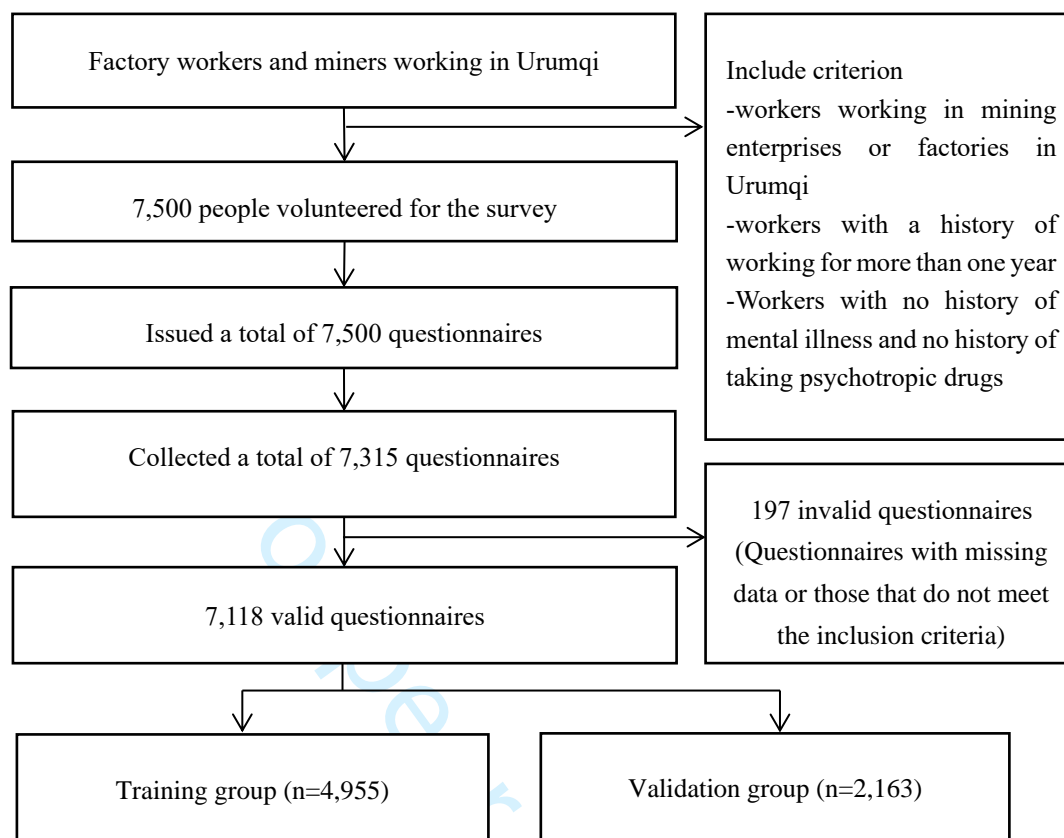 Factory workers and miners working in Urumqi
Include criterion
-workers working in mining
enterprises or factories in
Urumqi
-workers with a history of
working for more than one year
-Workers with no history of
mental illness and no history of
taking psychotropic drugs
7,500 people volunteered for the survey
Issued a total of 7,500 questionnaires
Collected a total of 7,315 questionnaires
197 invalid questionnaires
(Questionnaires with missing
data or those that do not meet
the inclusion criteria)
7,118 valid questionnaires
Training group (n=4,955)
Validation group (n=2,163)